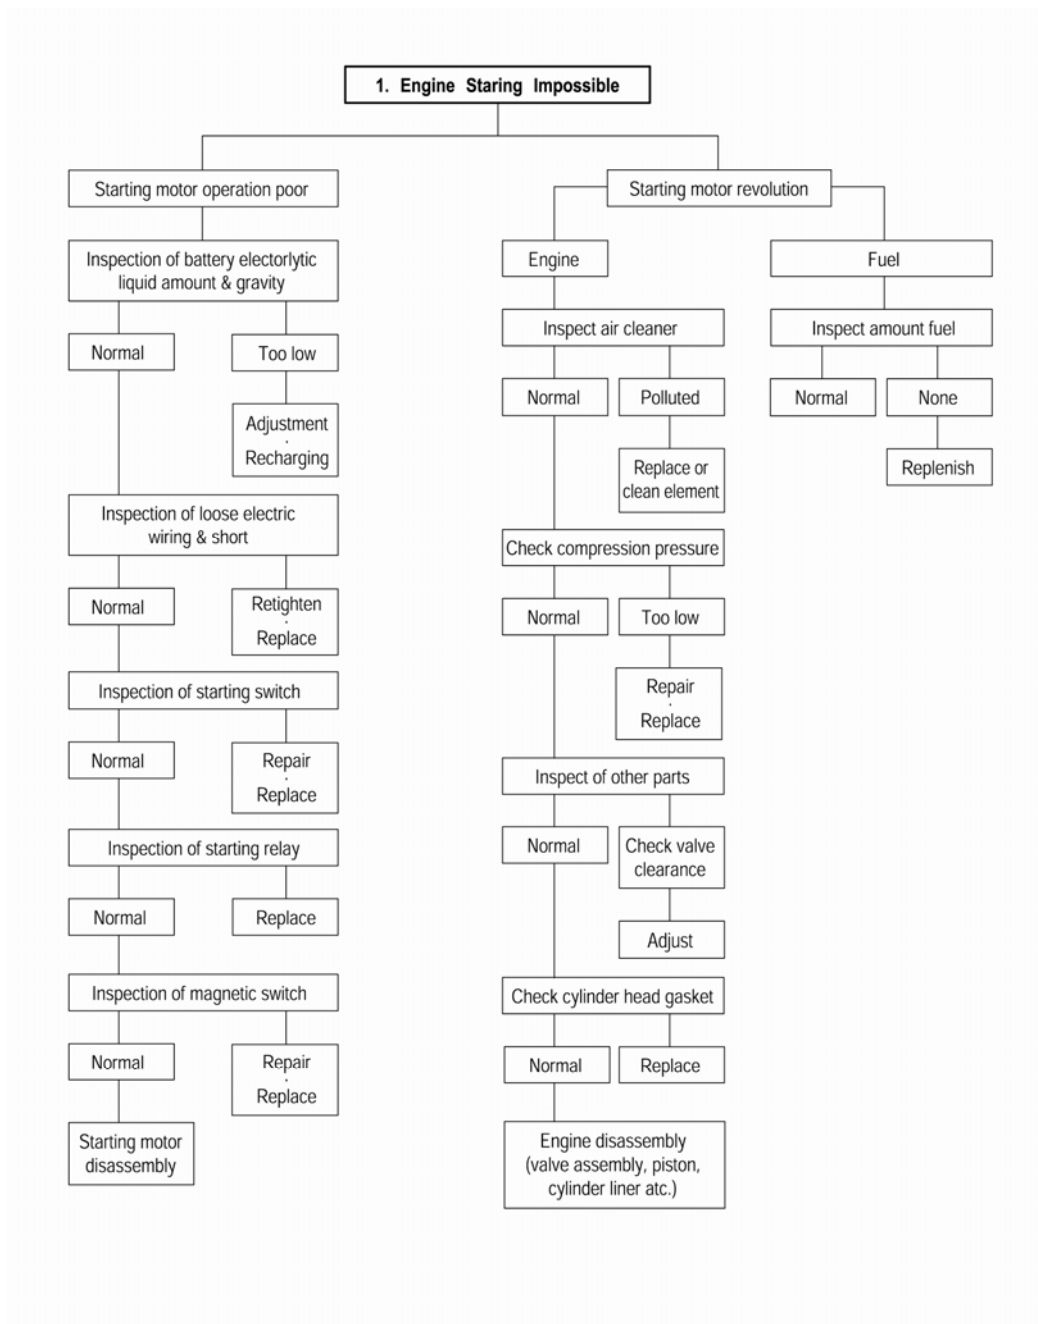 1. Engine Staring Impossible
Starting motor operation poor
Inspection of battery electorlytic
liquid amount & gravity
Normal
Too low
Adjustment
·
Recharging
Inspection of loose electric
wiring & short
Normal
Retighten
·
Replace
Inspection of starting switch
Normal
Repair
·
Replace
Inspection of starting relay
Normal
Replace
Inspection of magnetic switch
Normal
Repair
·
Replace
Starting motor
disassembly
Starting motor revolution
Engine
Inspect air cleaner
Normal
Polluted
Replace or
clean element
Check compression pressure
Normal
Too low
Repair
·
Replace
Inspect of other parts
Normal
Check valve
clearance
Adjust
Check cylinder head gasket
Normal
Replace
Engine disassembly
(valve assembly, piston,
cylinder liner atc.)
Fuel
Inspect amount fuel
Normal
None
Replenish